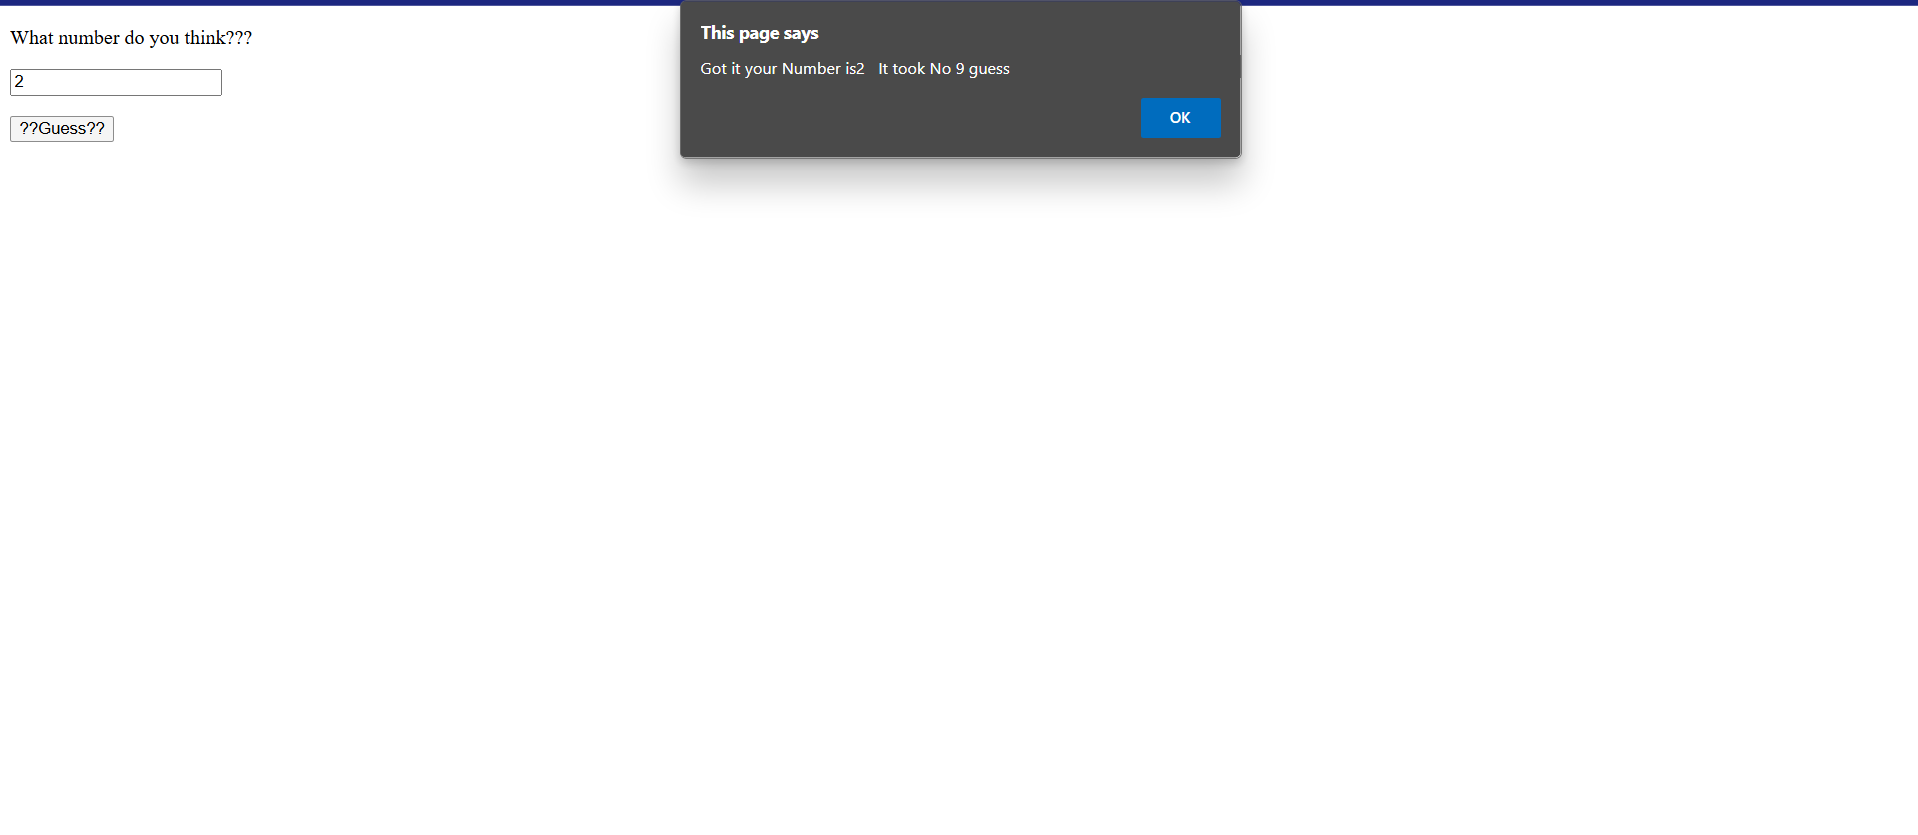 What number do you think???
2
??Guess??
This page says
Got it your Number is2   It took No 9 guess
OK